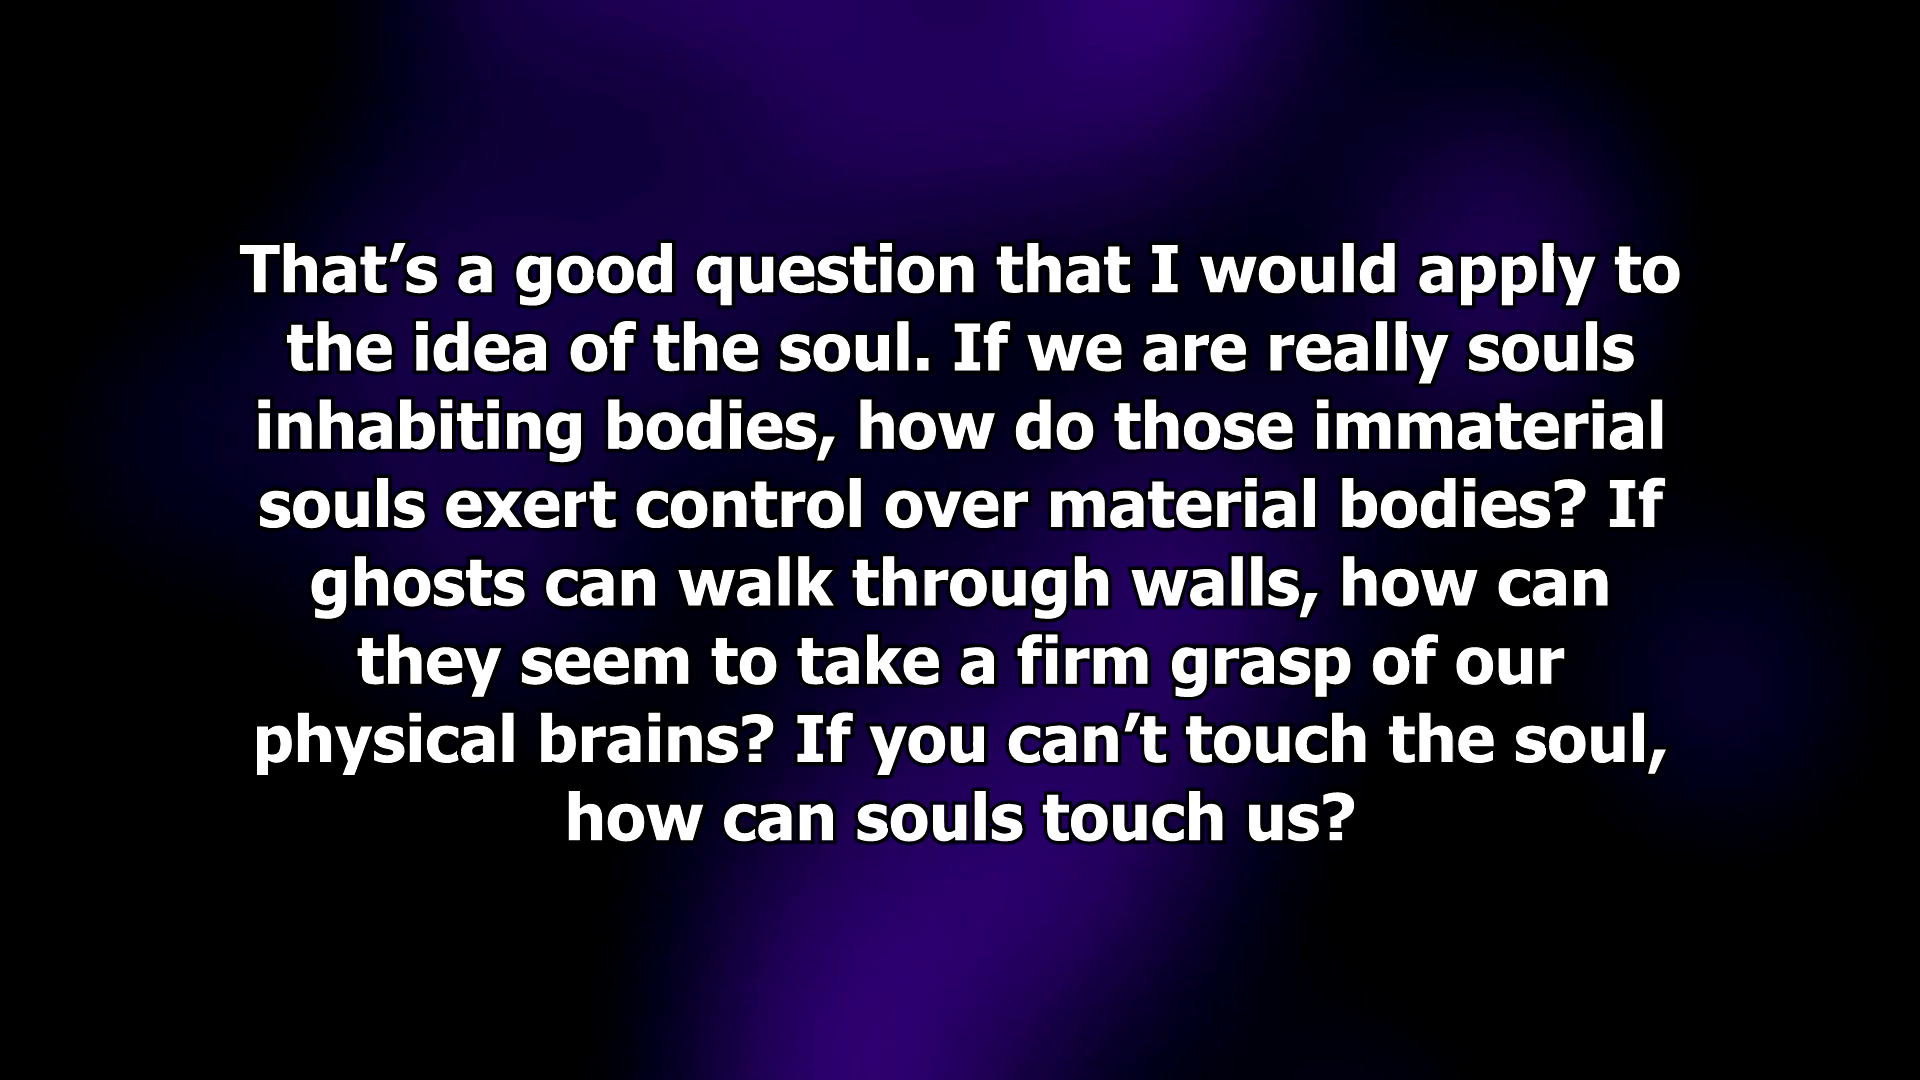 That’s a good question that I would apply to
the idea of the soul. If we are really souls
inhabiting bodies, how do those immaterial
souls exert control over material bodies? If
ghosts can walk through walls, how can
they seem to take a firm grasp of our
physical brains? If you can’t touch the soul,
how can souls touch us?